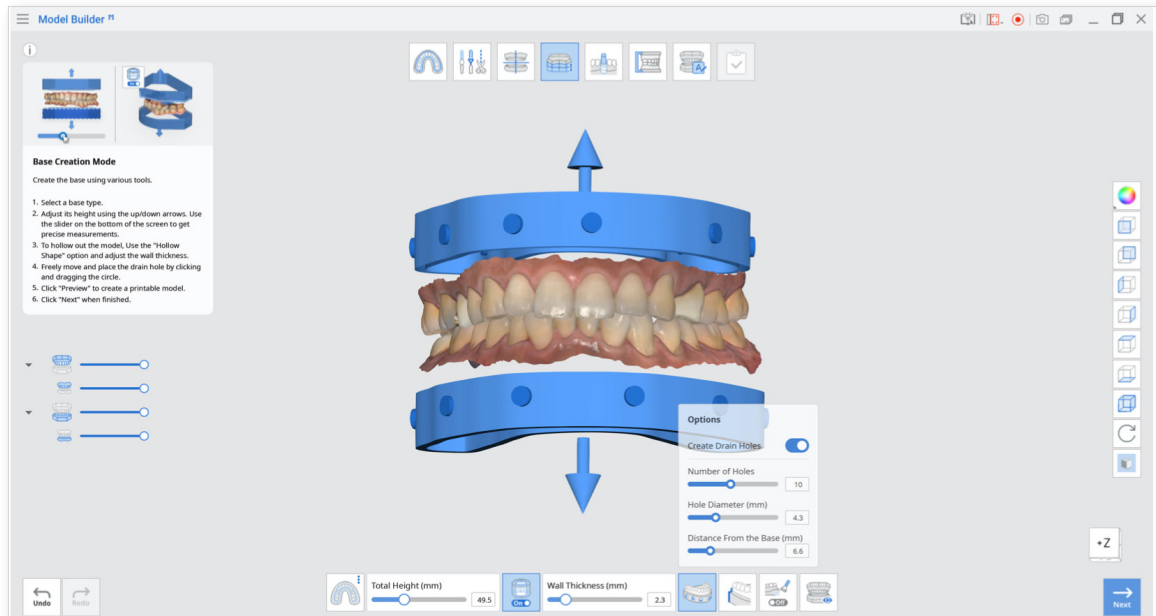 Model Builder
Base Creation Mode
Create the base using various tools.
1. Select a base type.
2. Adjust its height using the up/down arrows. Use
the slider on the bottom of the screen to get
precise measurements.
3. To hollow out the model, Use the "Hollow
Shape" option and adjust the wall thickness.
4. Freely move and place the drain hole by clicking
and dragging the circle.
5. Click "Preview" to create a printable model.
6. Click "Next" when finished.
Options
Create Drain Holes
Number of Holes
10
Hole Diameter (mm)
4.3
Distance From the Base (mm)
6.6
+Z
Undo
Redo
Total Height (mm)
49.5
On
Wall Thickness (mm)
2.3
Off
Next